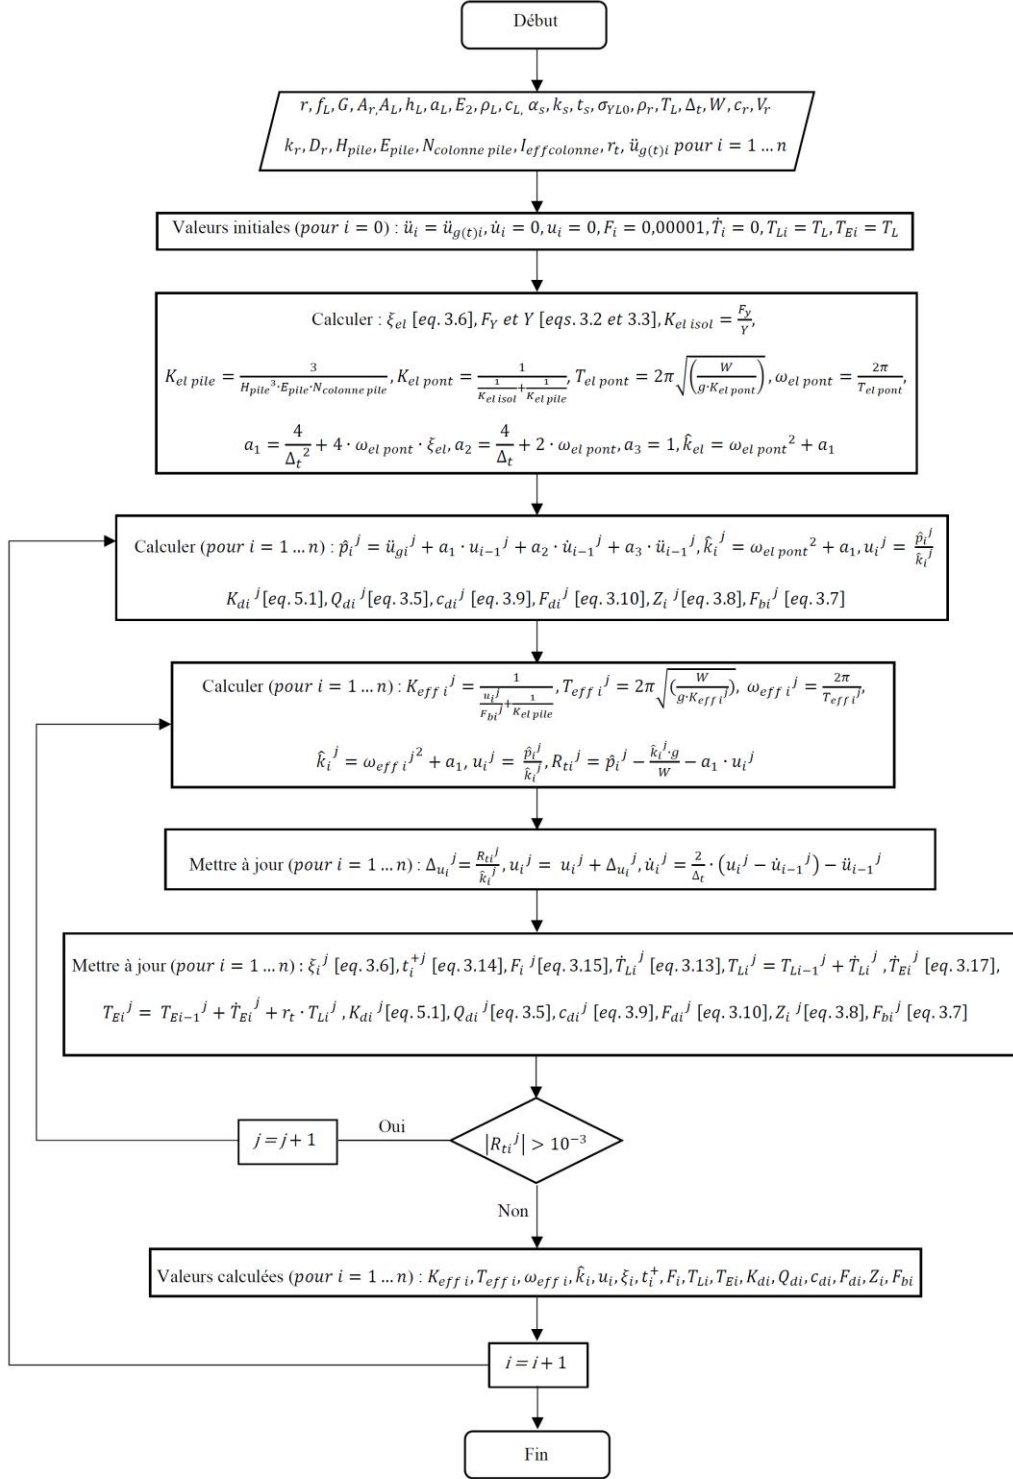 Début
r, f_L, G, A_r, A_L, h_L, a_L, E_2, ρ_L, c_L, α_s, k_s, t_s, σ_YL0, ρ_r, T_L, Δ_t, W, c_r, V_r
k_r, D_r, H_pile, E_pile, N_colonne pile, I_effcolonne, r_t, ü_g(t)i pour i = 1 … n
Valeurs initiales (pour i = 0) : ü_i = ü_g(t)i, u̇_i = 0, u_i = 0, F_i = 0,00001, Ṫ_i = 0, T_Li = T_L, T_Ei = T_L
Calculer : ξ_el [eq. 3.6], F_Y et Y [eqs. 3.2 et 3.3], K_el isol = F_y/Y,
K_el pile = 3/(H_pile^3·E_pile·N_colonne pile), K_el pont = 1/(1/K_el isol + 1/K_el pile), T_el pont = 2π√(W/(g·K_el pont)), ω_el pont = 2π/T_el pont,
a_1 = 4/Δ_t^2 + 4 · ω_el pont · ξ_el, a_2 = 4/Δ_t + 2 · ω_el pont, a_3 = 1, k̂_el = ω_el pont^2 + a_1
Calculer (pour i = 1 … n) : p̂_i^j = ü_gi^j + a_1 · u_i−1^j + a_2 · u̇_i−1^j + a_3 · ü_i−1^j, k̂_i^j = ω_el pont^2 + a_1, u_i^j = p̂_i^j/k̂_i^j
K_di^j [eq. 5.1], Q_di^j [eq. 3.5], c_di^j [eq. 3.9], F_di^j [eq. 3.10], Z_i^j [eq. 3.8], F_bi^j [eq. 3.7]
Calculer (pour i = 1 … n) : K_eff i^j = 1/(u_i^j/F_bi^j + 1/K_el pile), T_eff i^j = 2π√(W/(g·K_eff i^j)), ω_eff i^j = 2π/T_eff i^j,
k̂_i^j = ω_eff i^j2 + a_1, u_i^j = p̂_i^j/k̂_i^j, R_ti^j = p̂_i^j − k̂_i^j·g/W − a_1 · u_i^j
Mettre à jour (pour i = 1 … n) : Δ_u_i^j = R_ti^j/k̂_i^j, u_i^j = u_i^j + Δ_u_i^j, u̇_i^j = 2/Δ_t · (u_i^j − u̇_i−1^j) − ü_i−1^j
Mettre à jour (pour i = 1 … n) : ξ_i^j [eq. 3.6], t_i^+j [eq. 3.14], F_i^j [eq. 3.15], Ṫ_Li^j [eq. 3.13], T_Li^j = T_Li−1^j + Ṫ_Li^j, Ṫ_Ei^j [eq. 3.17],
T_Ei^j = T_Ei−1^j + Ṫ_Ei^j + r_t · T_Li^j, K_di^j [eq. 5.1], Q_di^j [eq. 3.5], c_di^j [eq. 3.9], F_di^j [eq. 3.10], Z_i^j [eq. 3.8], F_bi^j [eq. 3.7]
j = j + 1
Oui
|R_ti^j| > 10^−3
Non
Valeurs calculées (pour i = 1 … n) : K_eff i, T_eff i, ω_eff i, k̂_i, u_i, ξ_i, t_i^+, F_i, T_Li, T_Ei, K_di, Q_di, c_di, F_di, Z_i, F_bi
i = i + 1
Fin